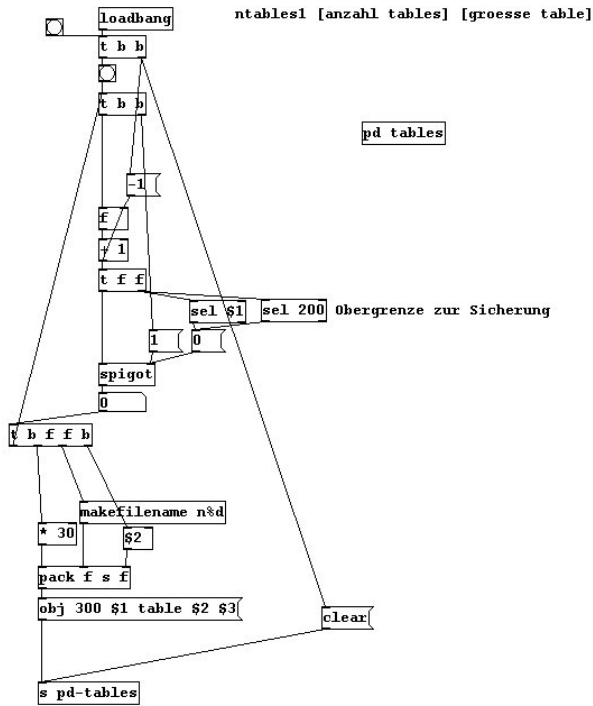 loadbang
ntables1 [anzahl tables] [groesse table]
t b b
t b b
pd tables
-1
f
+ 1
t f f
sel $1
sel 200
Obergrenze zur Sicherung
1
0
spigot
0
t b f f b
makefilename n%d
* 30
$2
pack f s f
obj 300 $1 table $2 $3
clear
s pd-tables